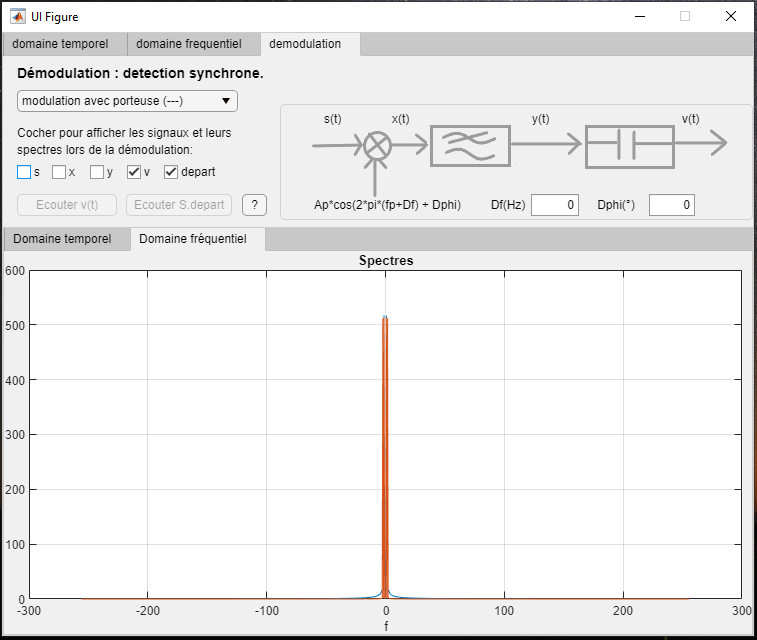 UI Figure
domaine temporel
domaine frequentiel
demodulation
Démodulation : detection synchrone.
modulation avec porteuse (---)
Cocher pour afficher les signaux et leurs
spectres lors de la démodulation:
s
x
y
v
depart
Ecouter v(t)
Ecouter S.depart
?
s(t)
x(t)
y(t)
v(t)
Ap*cos(2*pi*(fp+Df) + Dphi)
Df(Hz)
0
Dphi(°)
0
Domaine temporel
Domaine fréquentiel
Spectres
600
500
400
300
200
100
0
-300
-200
-100
0
100
200
300
f